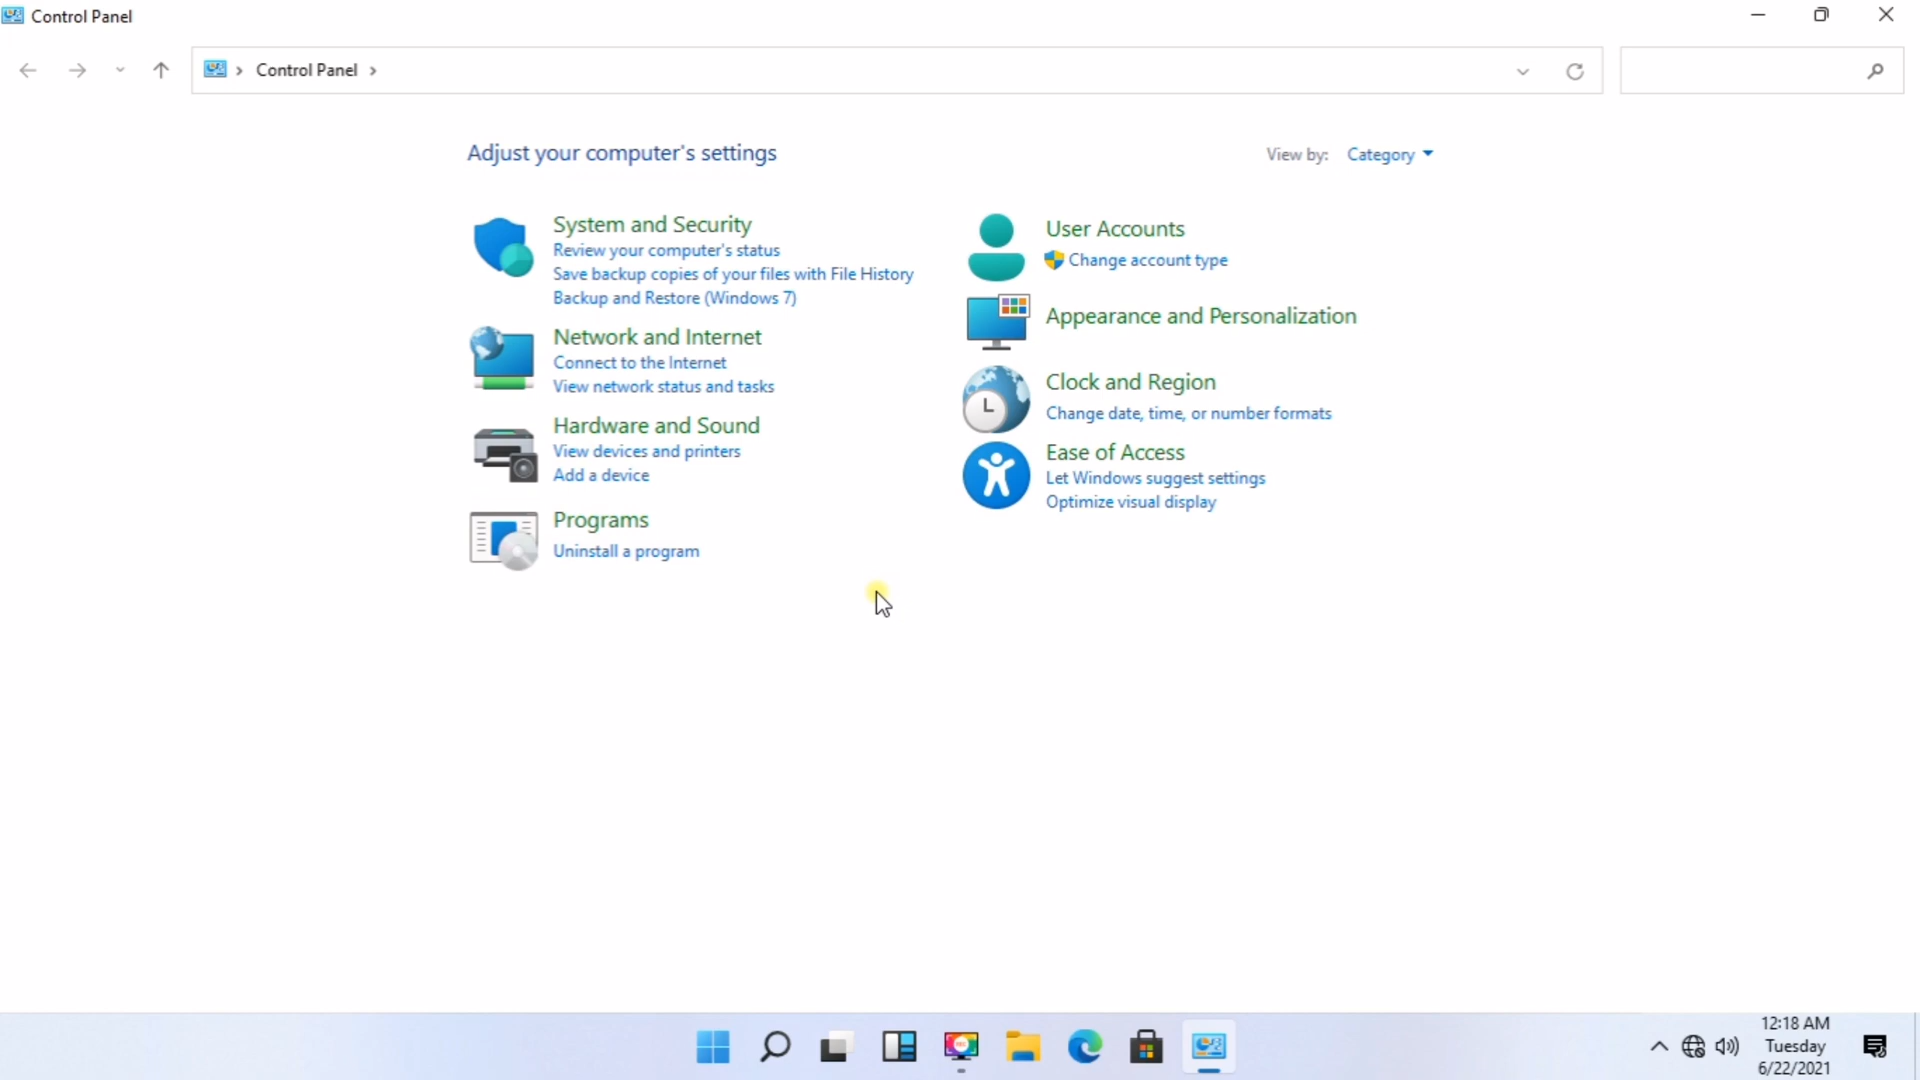 Control Panel
Control Panel
Adjust your computer's settings
View by: Category
System and Security
Review your computer's status
Save backup copies of your files with File History
Backup and Restore (Windows 7)
Network and Internet
Connect to the Internet
View network status and tasks
Hardware and Sound
View devices and printers
Add a device
Programs
Uninstall a program
User Accounts
Change account type
Appearance and Personalization
Clock and Region
Change date, time, or number formats
Ease of Access
Let Windows suggest settings
Optimize visual display
12:18 AM
Tuesday
6/22/2021